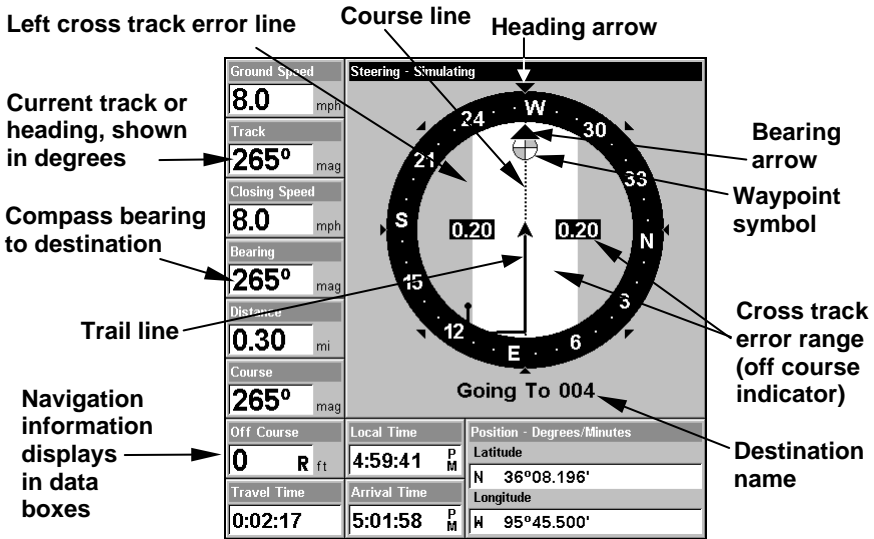 Left cross track error line
Course line
Heading arrow
Current track or
heading, shown
in degrees
Compass bearing
to destination
Trail line
Navigation
information
displays
in data
boxes
Bearing
arrow
Waypoint
symbol
Cross track
error range
(off course
indicator)
Destination
name
Ground Speed
8.0 mph
Track
265º mag
Closing Speed
8.0 mph
Bearing
265º mag
Distance
0.30 mi
Course
265º mag
Off Course
0 R ft
Travel Time
0:02:17
Steering - Simulating
W
30
33
N
3
6
E
12
15
S
21
24
0.20
0.20
Going To 004
Local Time
4:59:41 PM
Arrival Time
5:01:58 PM
Position - Degrees/Minutes
Latitude
N 36º08.196'
Longitude
W 95º45.500'